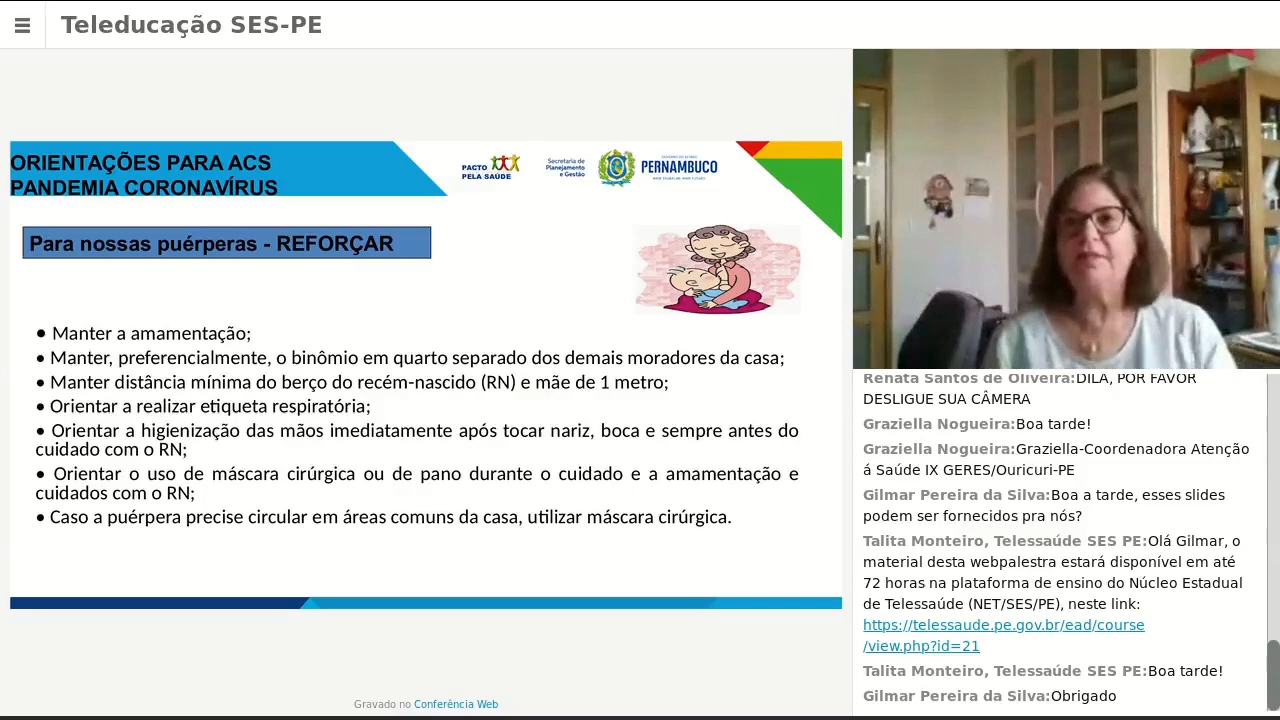 Teleducação SES-PE
ORIENTAÇÕES PARA ACS
PANDEMIA CORONAVÍRUS
PACTO
PELA SAÚDE
Secretaria de
Planejamento
e Gestão
PERNAMBUCO
Para nossas puérperas - REFORÇAR
• Manter a amamentação;
• Manter, preferencialmente, o binômio em quarto separado dos demais moradores da casa;
• Manter distância mínima do berço do recém-nascido (RN) e mãe de 1 metro;
• Orientar a realizar etiqueta respiratória;
• Orientar a higienização das mãos imediatamente após tocar nariz, boca e sempre antes do
cuidado com o RN;
• Orientar o uso de máscara cirúrgica ou de pano durante o cuidado e a amamentação e
cuidados com o RN;
• Caso a puérpera precise circular em áreas comuns da casa, utilizar máscara cirúrgica.
Gravado no Conferência Web
Renata Santos de Oliveira:DILA, POR FAVOR
DESLIGUE SUA CÂMERA
Graziella Nogueira:Boa tarde!
Graziella Nogueira:Graziella-Coordenadora Atenção
á Saúde IX GERES/Ouricuri-PE
Gilmar Pereira da Silva:Boa a tarde, esses slides
podem ser fornecidos pra nós?
Talita Monteiro, Telessaúde SES PE:Olá Gilmar, o
material desta webpalestra estará disponível em até
72 horas na plataforma de ensino do Núcleo Estadual
de Telessaúde (NET/SES/PE), neste link:
https://telessaude.pe.gov.br/ead/course
/view.php?id=21
Talita Monteiro, Telessaúde SES PE:Boa tarde!
Gilmar Pereira da Silva:Obrigado